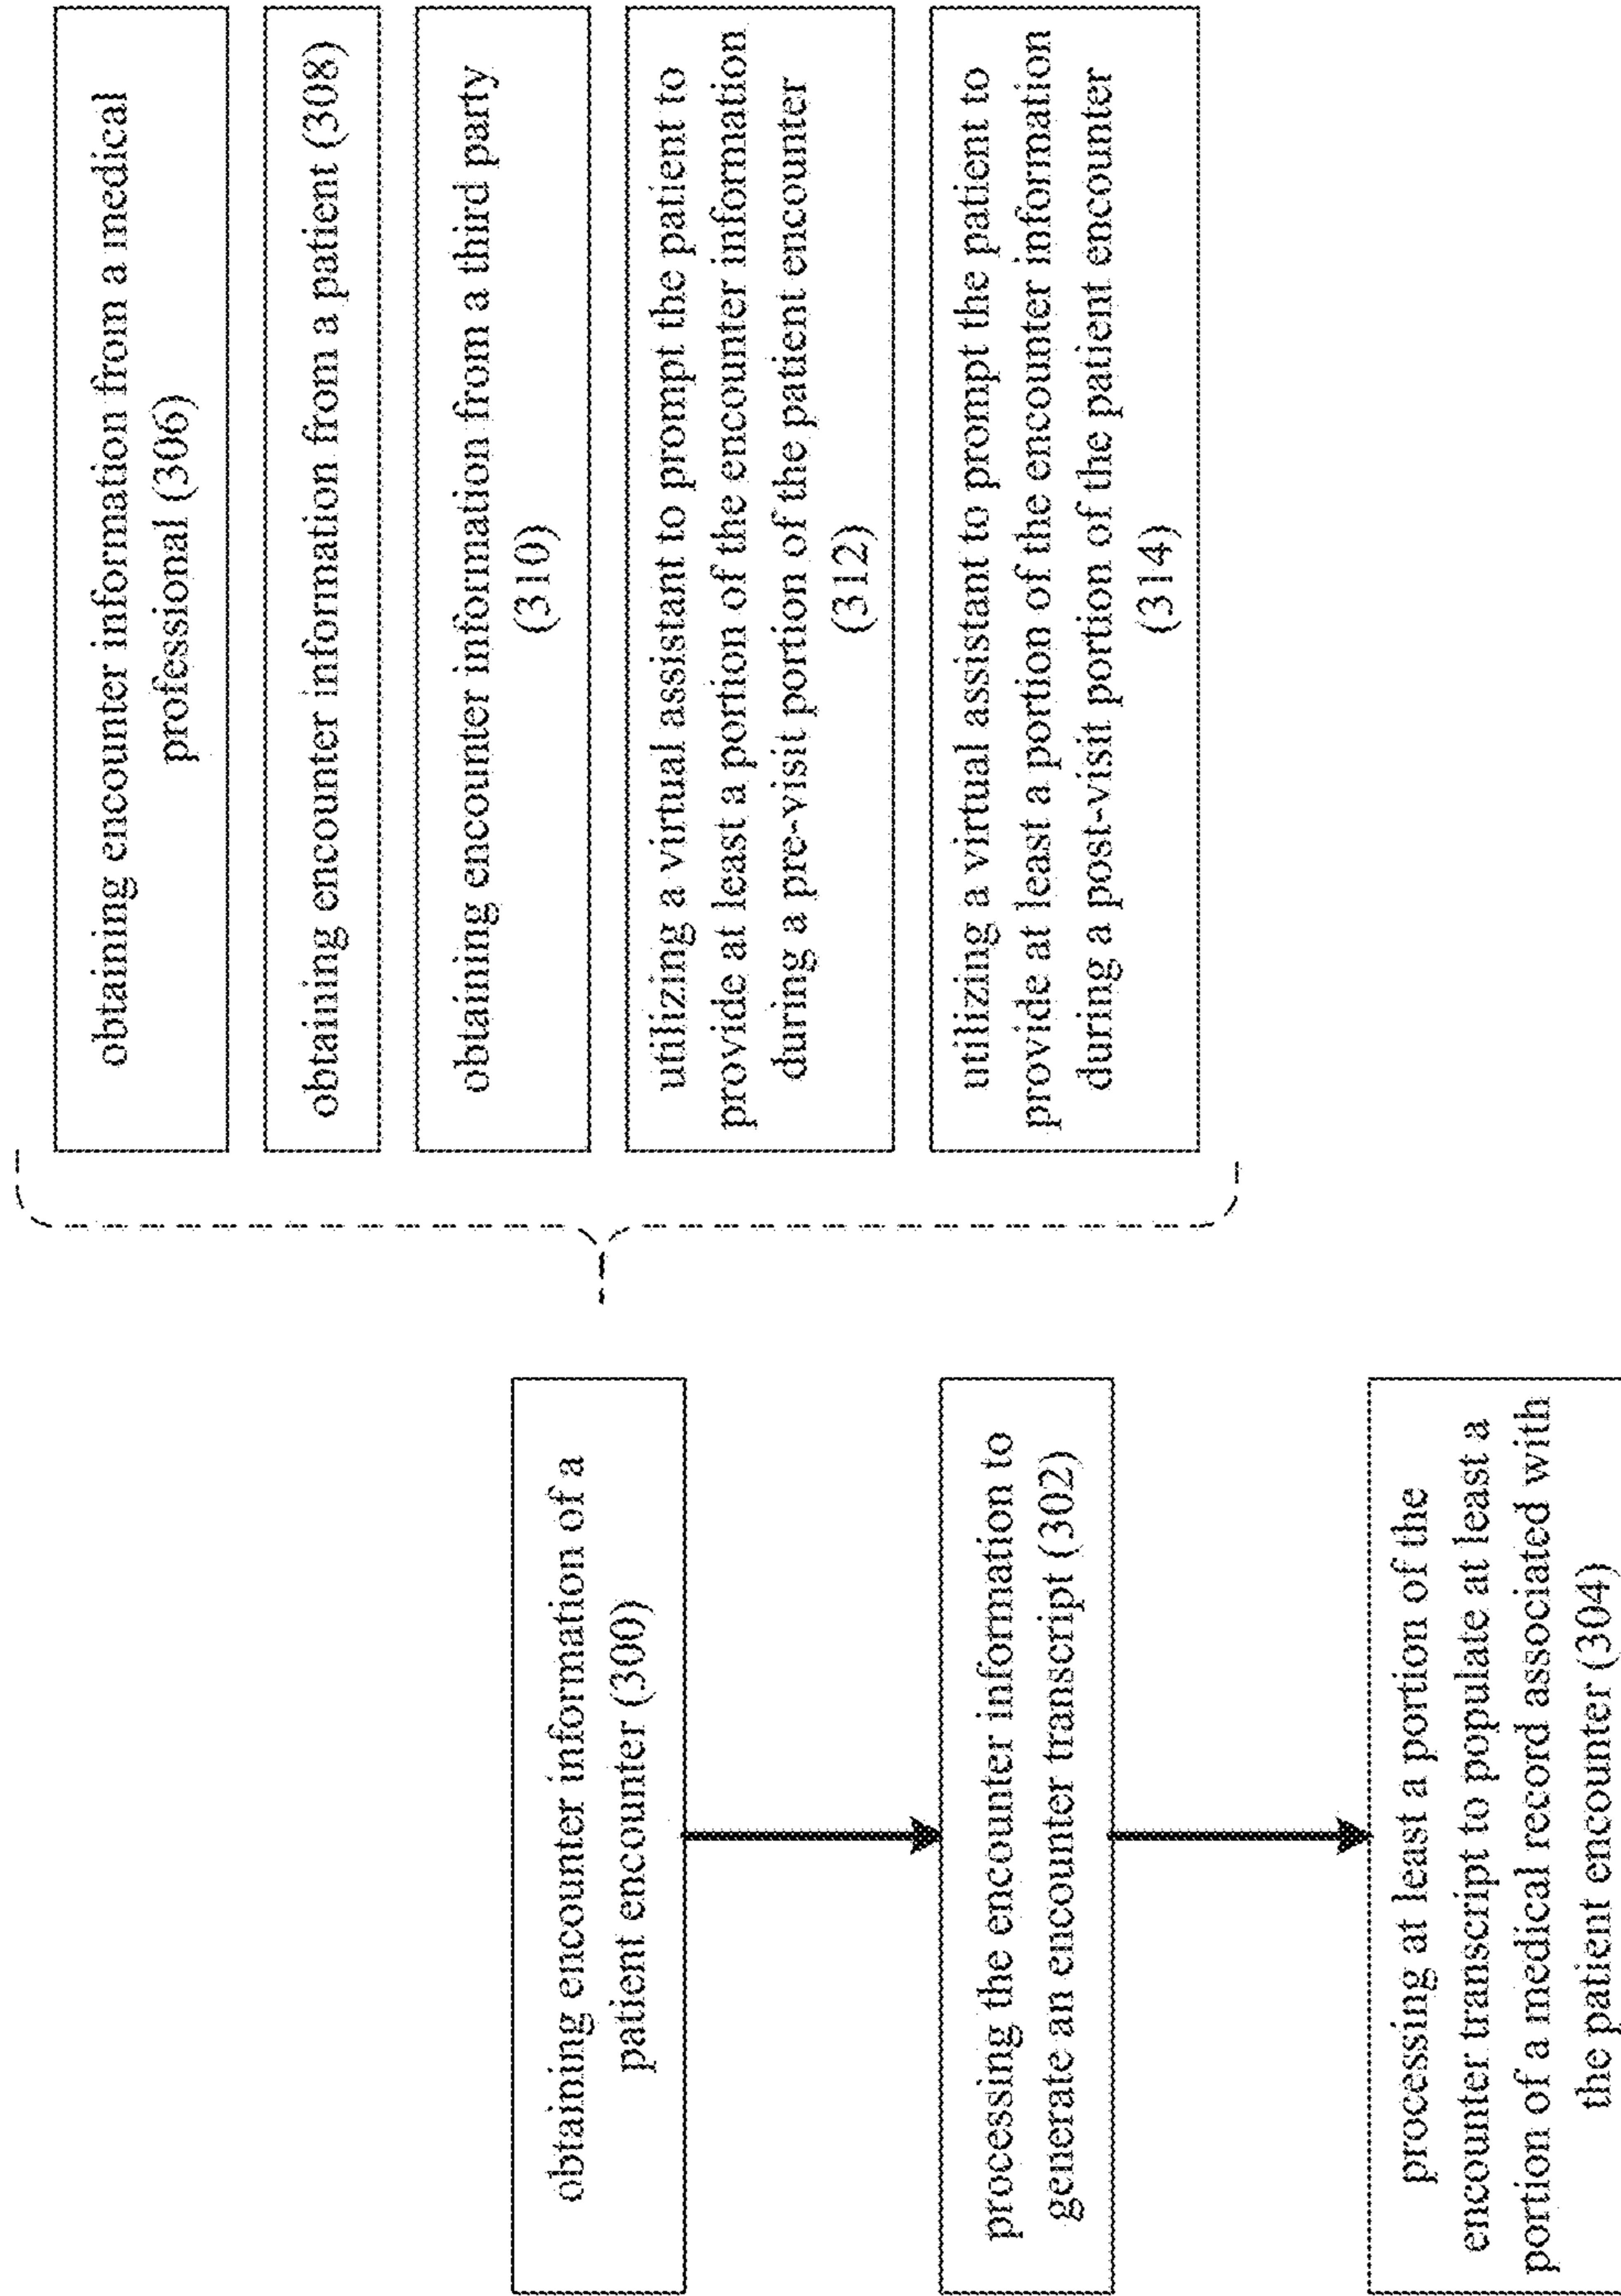 obtaining encounter information of a
patient encounter (300)
processing the encounter information to
generate an encounter transcript (302)
processing at least a portion of the
encounter transcript to populate at least a
portion of a medical record associated with
the patient encounter (304)
obtaining encounter information from a medical
professional (306)
obtaining encounter information from a patient (308)
obtaining encounter information from a third party
(310)
utilizing a virtual assistant to prompt the patient to
provide at least a portion of the encounter information
during a pre-visit portion of the patient encounter
(312)
utilizing a virtual assistant to prompt the patient to
provide at least a portion of the encounter information
during a post-visit portion of the patient encounter
(314)